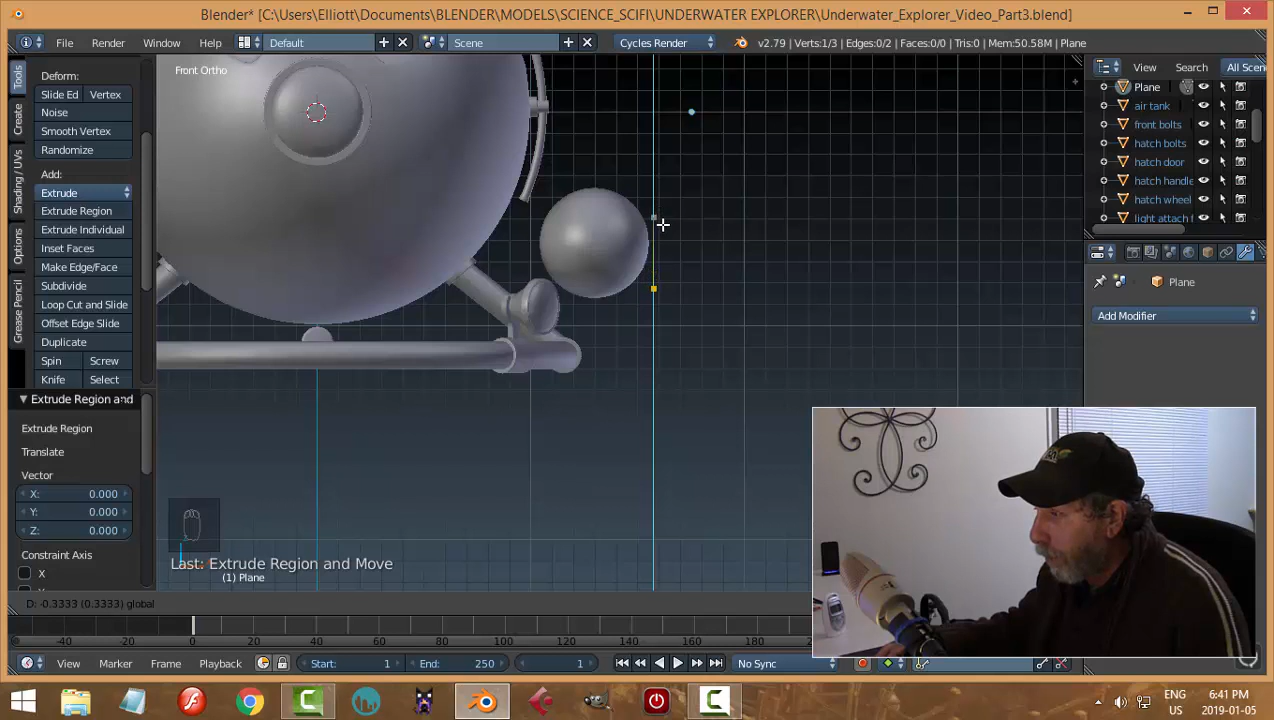 Blender* [C:\Users\Elliott\Documents\BLENDER\MODELS\SCIENCE_SCIFI\UNDERWATER EXPLORER\Underwater_Explorer_Video_Part3.blend]
File Render Window Help Default Scene Cycles Render v2.79 | Verts:1/3 | Edges:0/2 | Faces:0/0 | Tris:0 | Mem:50.58M | Plane
Tools
Create
Shading / UVs
Options
Grease Pencil
Deform:
Slide Ed Vertex
Noise
Smooth Vertex
Randomize
Add:
Extrude
Extrude Region
Extrude Individual
Inset Faces
Make Edge/Face
Subdivide
Loop Cut and Slide
Offset Edge Slide
Duplicate
Spin Screw
Knife Select
Extrude Region and
Extrude Region
Translate
Vector
X: 0.000
Y: 0.000
Z: 0.000
Constraint Axis
X
Front Ortho
Last: Extrude Region and Move
(1) Plane
D: -0.3333 (0.3333) global
View Search All Scen
Plane
air tank
front bolts
hatch bolts
hatch door
hatch handle
hatch wheel
light attach f
Plane
Add Modifier
-40 -20 0 20 40 60 80 100 120 140 160 180
View Marker Frame Playback Start: 1 End: 250 1 No Sync
ENG
US
6:41 PM
2019-01-05